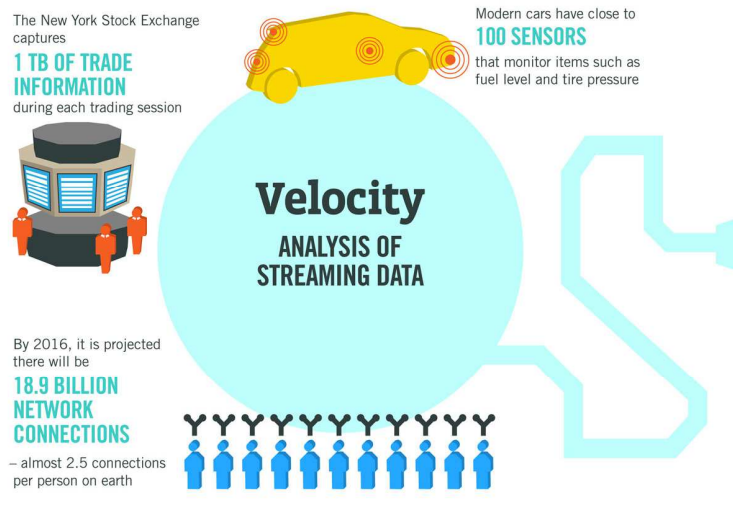 The New York Stock Exchange
captures
1 TB OF TRADE
INFORMATION
during each trading session
Modern cars have close to
100 SENSORS
that monitor items such as
fuel level and tire pressure
Velocity
ANALYSIS OF
STREAMING DATA
By 2016, it is projected
there will be
18.9 BILLION
NETWORK
CONNECTIONS
– almost 2.5 connections
per person on earth